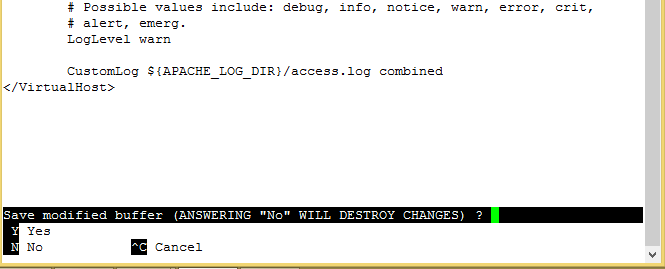 # Possible values include: debug, info, notice, warn, error, crit,
# alert, emerg.
LogLevel warn
CustomLog ${APACHE_LOG_DIR}/access.log combined
</VirtualHost>
Save modified buffer (ANSWERING "No" WILL DESTROY CHANGES) ?
Y Yes
N No ^C Cancel